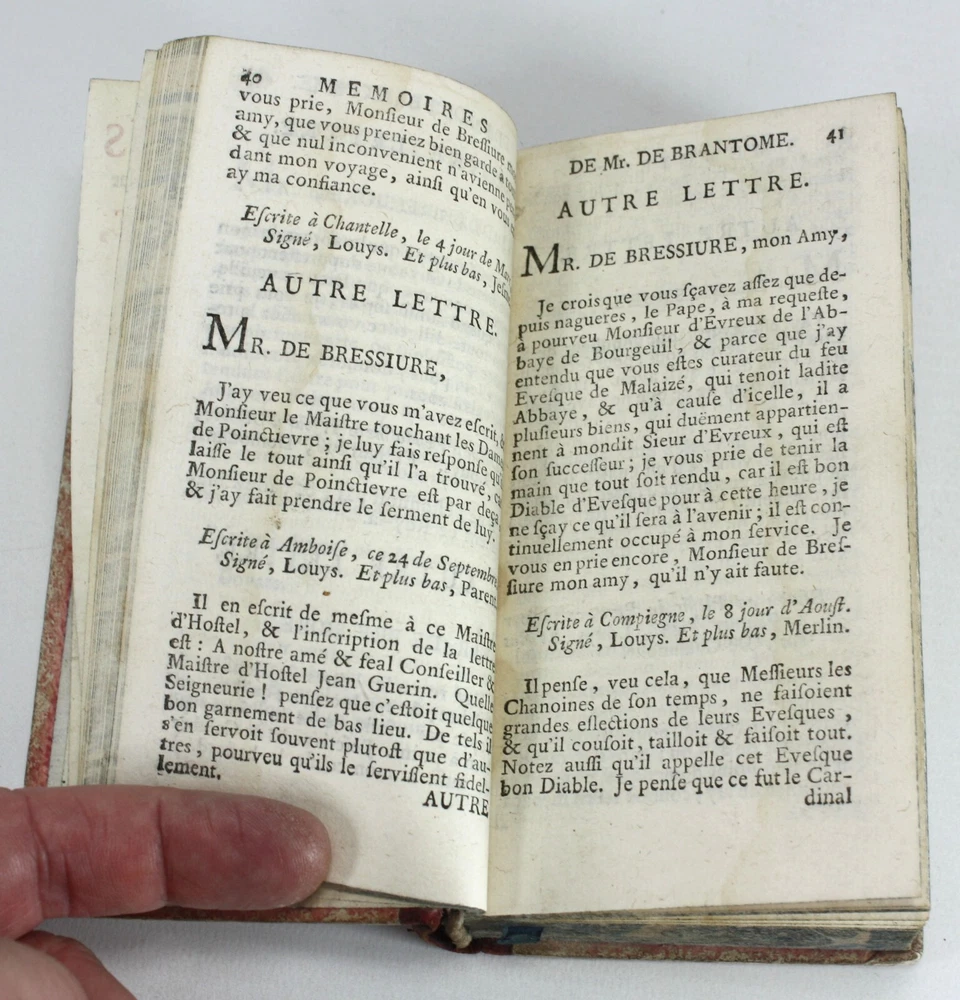 40 MEMOIRES
vous prie, Monſieur de Breſſiure
amy, que vous preniez bien garde à
& que nul inconvenient n'avienne
dant mon voyage, ainſi qu'en vous
ay ma confiance.
Eſcrite à Chantelle, le 4 jour de
Signé, Louys. Et plus bas,
AUTRE LETTRE.
MR. DE BRESSIURE,
J'ay veu ce que vous m'avez eſcrit,
Monſieur le Maiſtre touchant les
de Poinctievre; je luy fais reſponſe
laiſſe le tout ainſi qu'il l'a trouvé,
Monſieur de Poinctievre eſt par deça,
& j'ay fait prendre le ſerment de luy.
Eſcrite à Amboiſe, ce 24 de Septembre,
Signé, Louys. Et plus bas, Parent.
Il en eſcrit de meſme à ce Maiſtre
d'Hoſtel, & l'inſcription de la lettre
eſt: A noſtre amé & feal Conſeiller &
Maiſtre d'Hoſtel Jean Guerin. Quelle
Seigneurie! penſez que c'eſtoit quelque
bon garnement de bas lieu. De tels il
s'en ſervoit ſouvent plutoſt que d'au-
tres, pourveu qu'ils le ſerviſſent fidel-
lement.
AUTRE
DE Mr. DE BRANTOME. 41
AUTRE LETTRE.
MR. DE BRESSIURE, mon Amy,
Je crois que vous ſçavez aſſez que de-
puis nagueres, le Pape, à ma requeſte,
à pourveu Monſieur d'Evreux de l'Ab-
baye de Bourgeuil, & parce que j'ay
entendu que vous eſtes curateur du feu
Eveſque de Malaizé, qui tenoit ladite
Abbaye, & qu'à cauſe d'icelle, il a
pluſieurs biens, qui duëment appartien-
nent à mondit Sieur d'Evreux, qui eſt
ſon ſucceſſeur; je vous prie de tenir la
main que tout ſoit rendu, car il eſt bon
Diable d'Eveſque pour à cette heure, je
ne ſçay ce qu'il ſera à l'avenir; il eſt con-
tinuellement occupé à mon ſervice. Je
vous en prie encore, Monſieur de Breſ-
ſiure mon amy, qu'il n'y ait faute.
Eſcrite à Compiegne, le 8 jour d'Aouſt.
Signé, Louys. Et plus bas, Merlin.
Il penſe, veu cela, que Meſſieurs les
Chanoines de ſon temps, ne faiſoient
grandes eſlections de leurs Eveſques,
& qu'il couſoit, tailloit & faiſoit tout.
Notez auſſi qu'il appelle cet Eveſque
bon Diable. Je penſe que ce fut le Car-
dinal